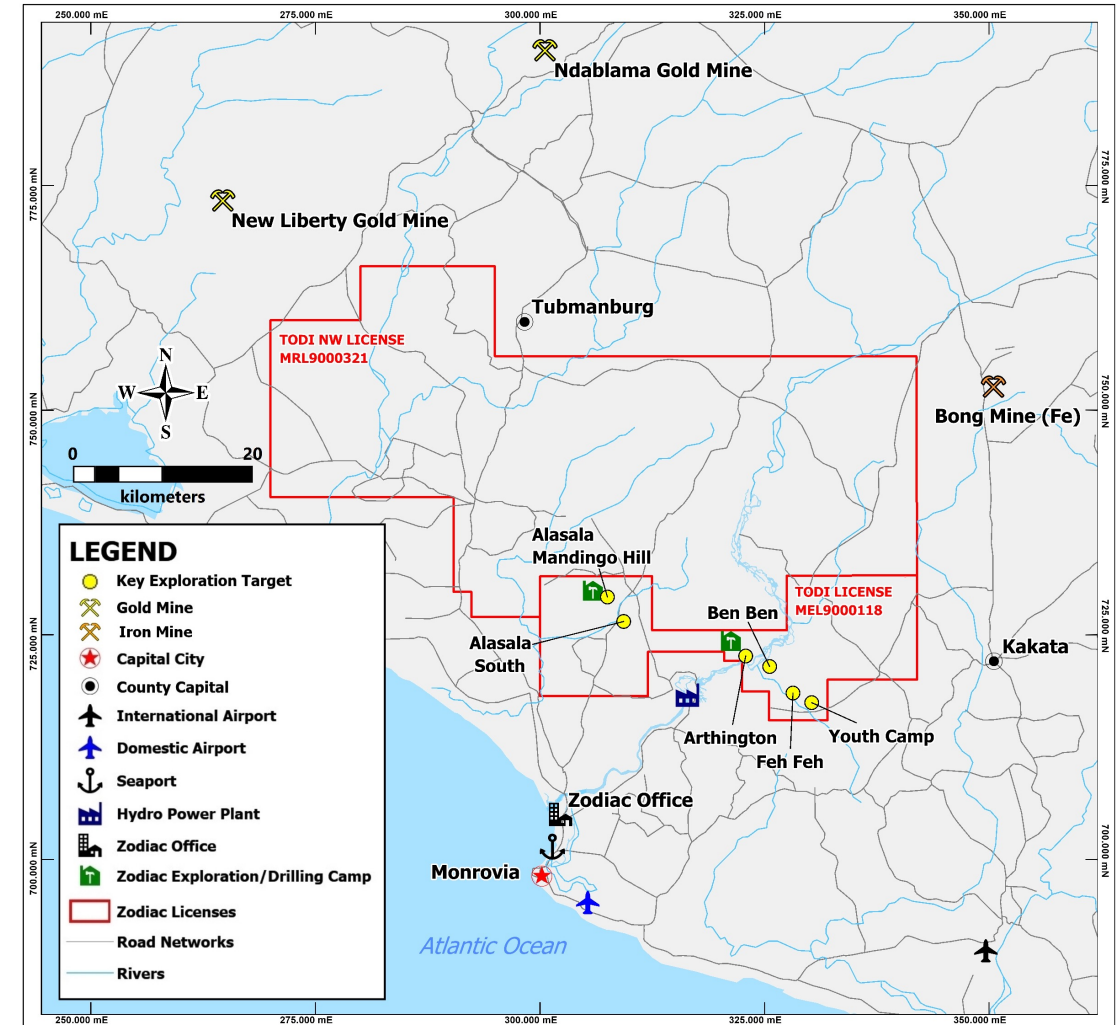 250.000 mE
275.000 mE
300.000 mE
325.000 mE
350.000 mE
Ndablama Gold Mine
775.000 mN
775.000 mN
New Liberty Gold Mine
Tubmanburg
TODI NW LICENSE
MRL9000321
N
W
E
S
750.000 mN
750.000 mN
Bong Mine (Fe)
0
20
kilometers
Alasala
Mandingo Hill
LEGEND
Key Exploration Target
Gold Mine
Iron Mine
Capital City
County Capital
International Airport
Domestic Airport
Seaport
Hydro Power Plant
Zodiac Office
Zodiac Exploration/Drilling Camp
Zodiac Licenses
Road Networks
Rivers
TODI LICENSE
MEL9000118
Ben Ben
725.000 mN
725.000 mN
Alasala
South
Kakata
Arthington
Youth Camp
Feh Feh
Zodiac Office
700.000 mN
700.000 mN
Monrovia
Atlantic Ocean
250.000 mE
275.000 mE
300.000 mE
325.000 mE
350.000 mE